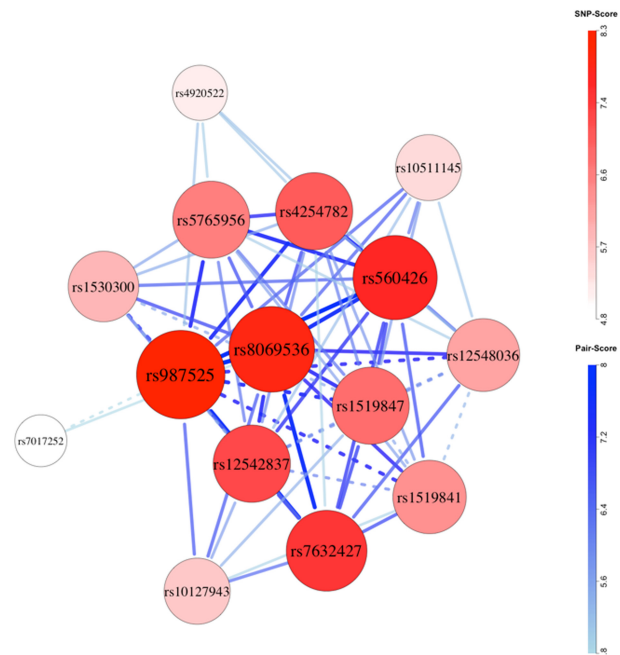 SNP-Score
8.3
rs4920522
7.4
rs10511145
rs4254782
rs5765956
6.6
rs560426
5.7
rs1530300
4.8
rs8069536
rs12548036
Pair-Score
rs987525
8
rs1519847
rs7017252
7.2
rs12542837
rs1519841
6.4
rs7632427
5.6
rs10127943
.8